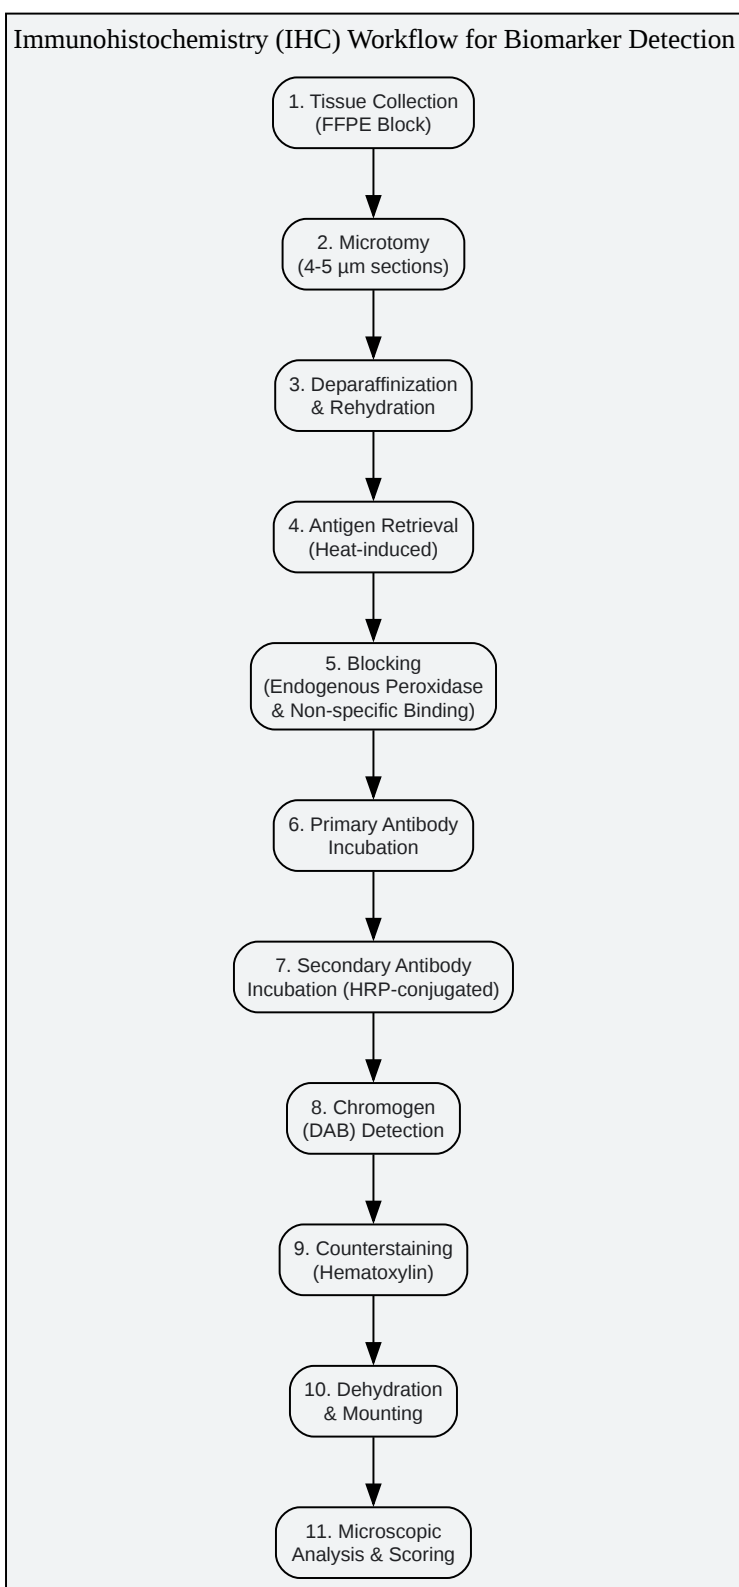 Immunohistochemistry (IHC) Workflow for Biomarker Detection
1. Tissue Collection
(FFPE Block)
2. Microtomy
(4-5 µm sections)
3. Deparaffinization
& Rehydration
4. Antigen Retrieval
(Heat-induced)
5. Blocking
(Endogenous Peroxidase
& Non-specific Binding)
6. Primary Antibody
Incubation
7. Secondary Antibody
Incubation (HRP-conjugated)
8. Chromogen
(DAB) Detection
9. Counterstaining
(Hematoxylin)
10. Dehydration
& Mounting
11. Microscopic
Analysis & Scoring